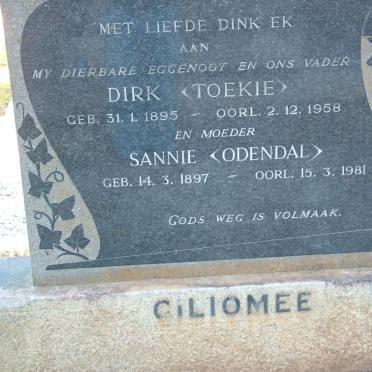 MET LIEFDE DINK EK
AAN
MY DIERBARE EGGENOOT EN ONS VADER
DIRK <TOEKIE>
GEB. 31. 1. 1895 – OORL. 2. 12. 1958
EN MOEDER
SANNIE <ODENDAL>
GEB. 14. 3. 1897 – OORL. 15. 3. 1981
GODS WEG IS VOLMAAK.
CILIOMEE